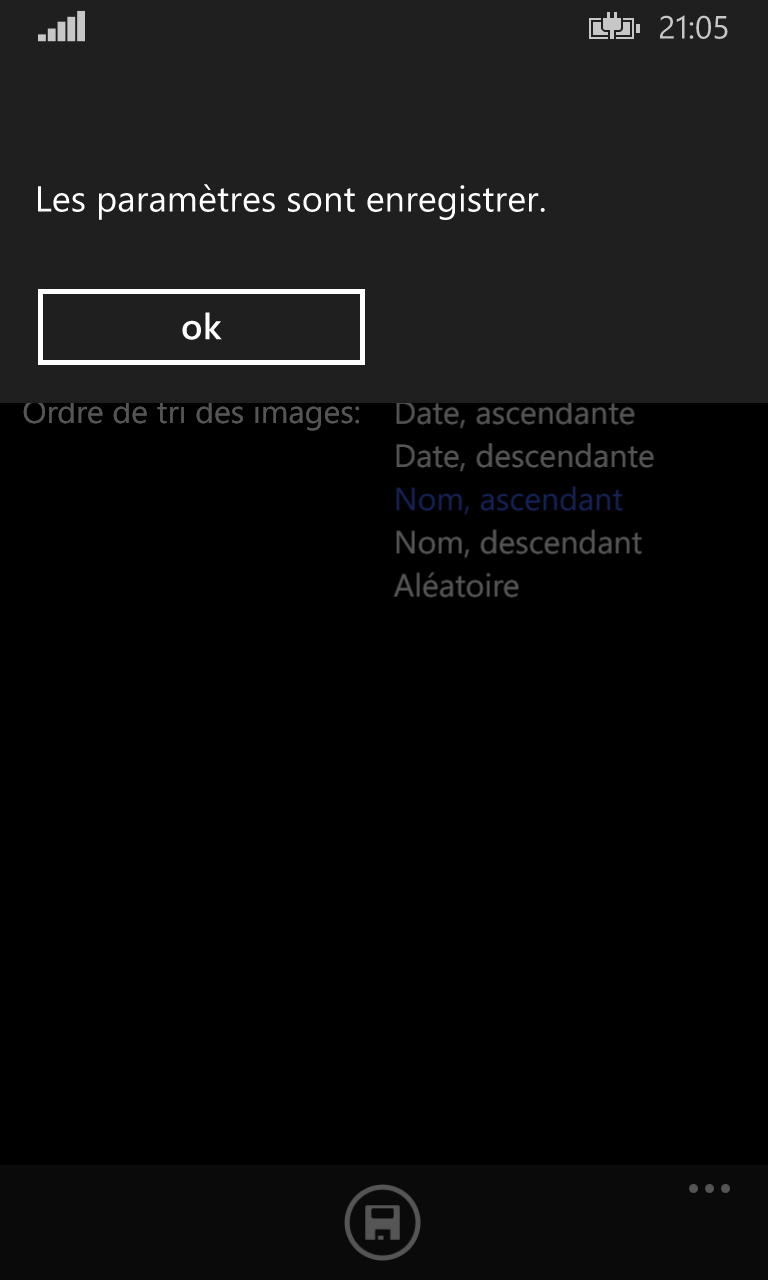 21:05
Les paramètres sont enregistrer.
ok
Ordre de tri des images: Date, ascendante
Date, descendante
Nom, ascendant
Nom, descendant
Aléatoire